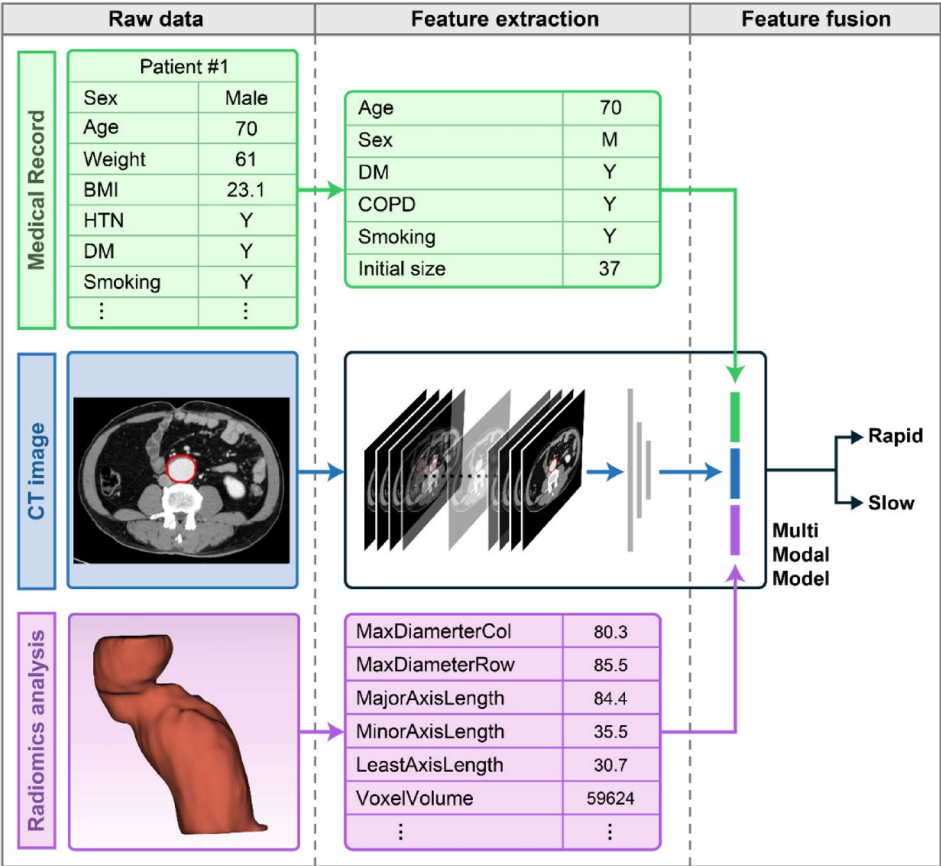 Raw data
Feature extraction
Feature fusion
Medical Record
Patient #1
Sex Male
Age 70
Weight 61
BMI 23.1
HTN Y
DM Y
Smoking Y
⋮ ⋮
Age 70
Sex M
DM Y
COPD Y
Smoking Y
Initial size 37
CT image
Rapid
Slow
Multi
Modal
Model
Radiomics analysis
MaxDiamerterCol 80.3
MaxDiameterRow 85.5
MajorAxisLength 84.4
MinorAxisLength 35.5
LeastAxisLength 30.7
VoxelVolume 59624
⋮ ⋮